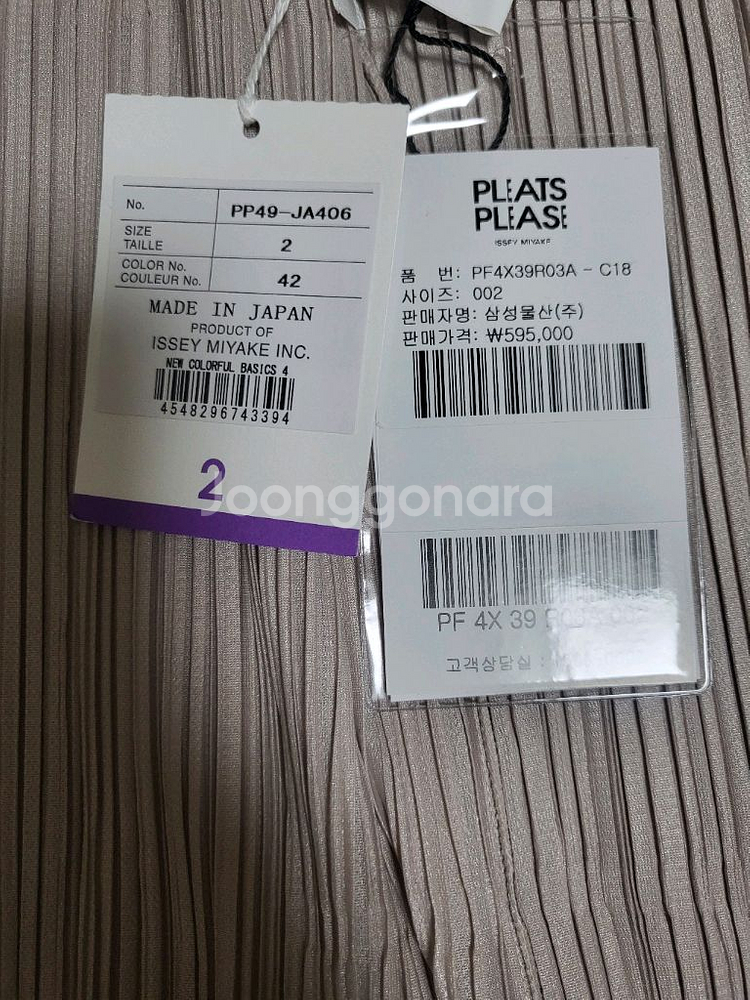 No. PP49-JA406
SIZE
TAILLE 2
COLOR No.
COULEUR No. 42
MADE IN JAPAN
PRODUCT OF
ISSEY MIYAKE INC.
NEW COLORFUL BASICS 4
4548296743394
2
PLEATS
PLEASE
ISSEY MIYAKE
품 번: PF4X39R03A - C18
사이즈: 002
판매자명: 삼성물산(주)
판매가격: ₩595,000
PF 4X 39
고객상담실 :
Joonggonara